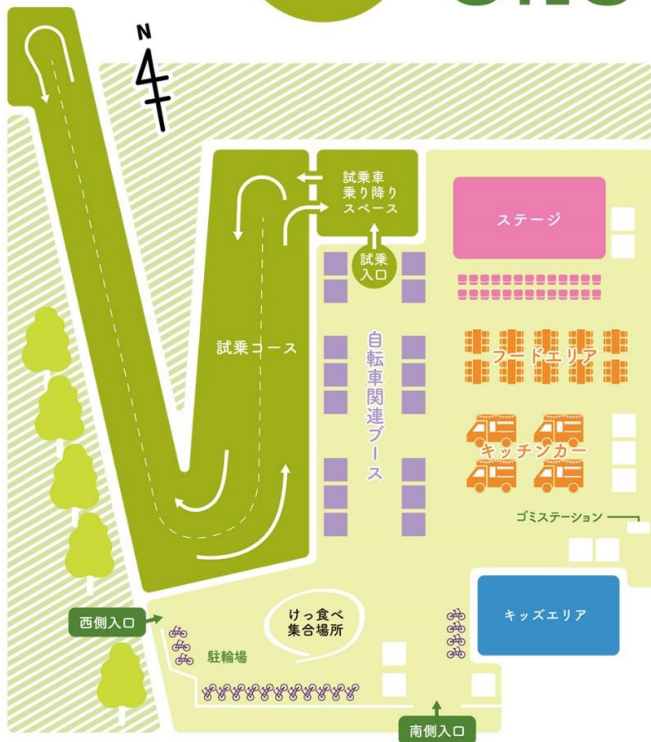 N
試乗車
乗り降り
スペース
ステージ
試乗
入口
試乗コース
自転車関連ブース
フードエリア
キッチンカー
ゴミステーション
西側入口
けっ食べ
集合場所
キッズエリア
駐輪場
南側入口